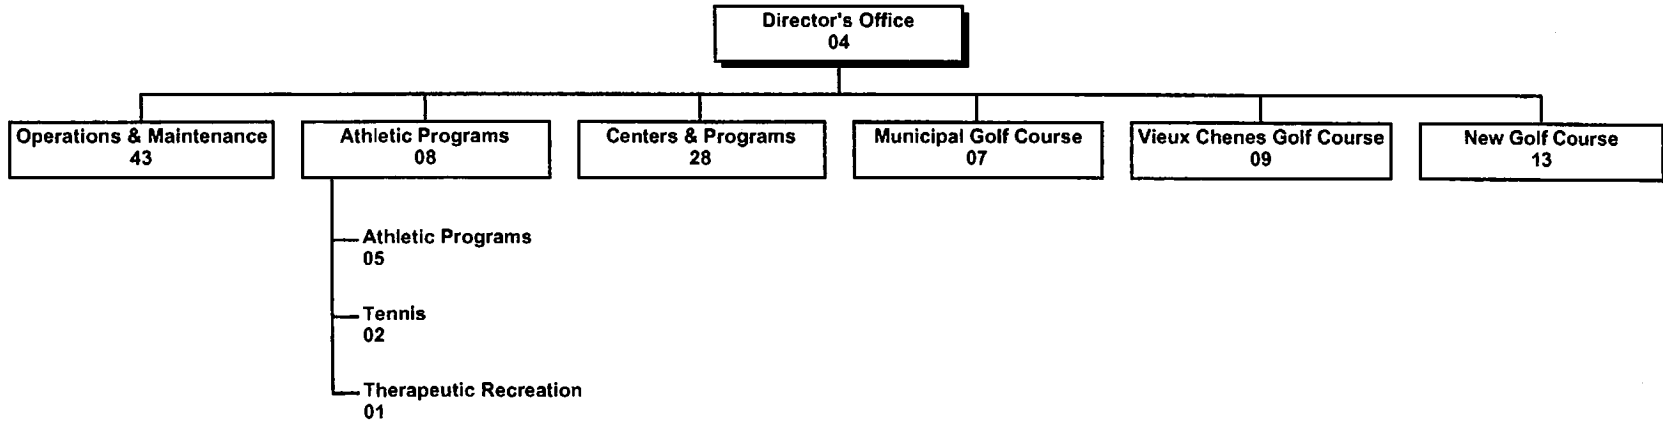 Director's Office
04
Operations & Maintenance
43
Athletic Programs
08
Centers & Programs
28
Municipal Golf Course
07
Vieux Chenes Golf Course
09
New Golf Course
13
Athletic Programs
05
Tennis
02
Therapeutic Recreation
01